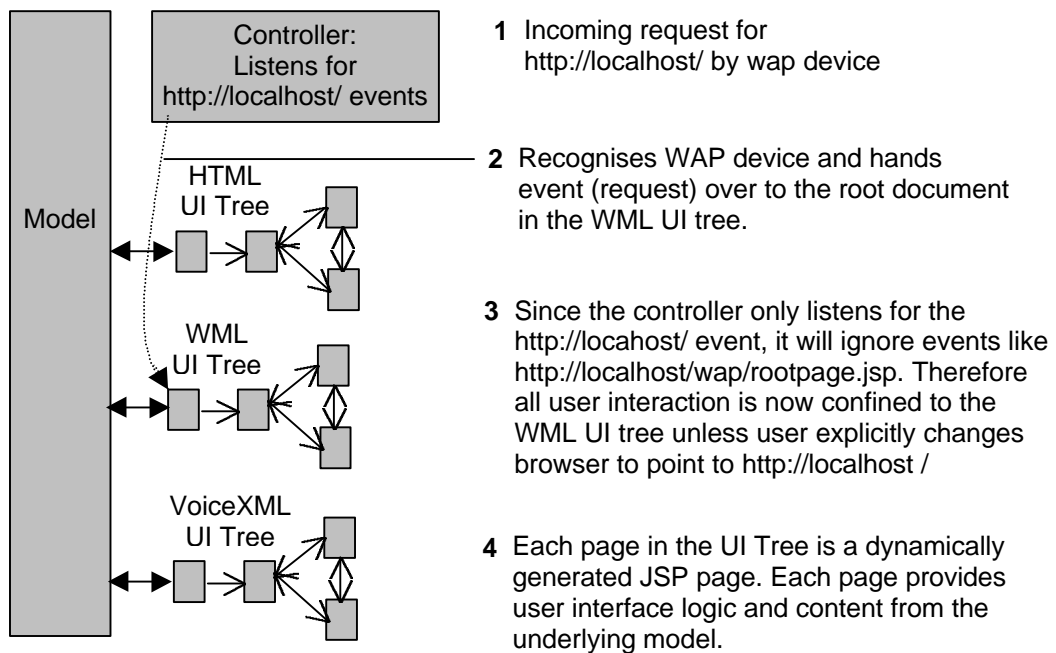 Controller:
Listens for
http://localhost/ events
1 Incoming request for
http://localhost/ by wap device
2 Recognises WAP device and hands
event (request) over to the root document
in the WML UI tree.
Model
HTML
UI Tree
3 Since the controller only listens for the
http://locahost/ event, it will ignore events like
http://localhost/wap/rootpage.jsp. Therefore
all user interaction is now confined to the
WML UI tree unless user explicitly changes
browser to point to http://localhost /
WML
UI Tree
VoiceXML
UI Tree
4 Each page in the UI Tree is a dynamically
generated JSP page. Each page provides
user interface logic and content from the
underlying model.